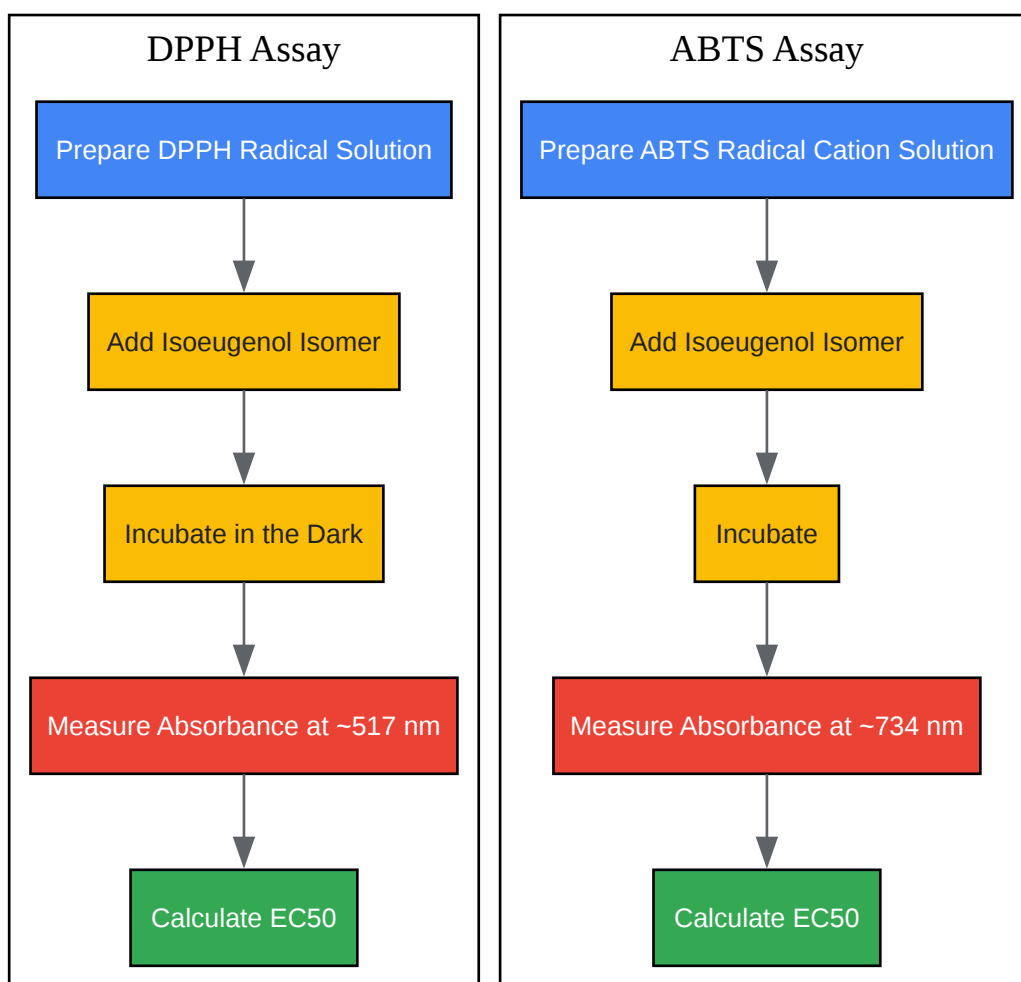 DPPH Assay
Prepare DPPH Radical Solution
Add Isoeugenol Isomer
Incubate in the Dark
Measure Absorbance at ~517 nm
Calculate EC50
ABTS Assay
Prepare ABTS Radical Cation Solution
Add Isoeugenol Isomer
Incubate
Measure Absorbance at ~734 nm
Calculate EC50